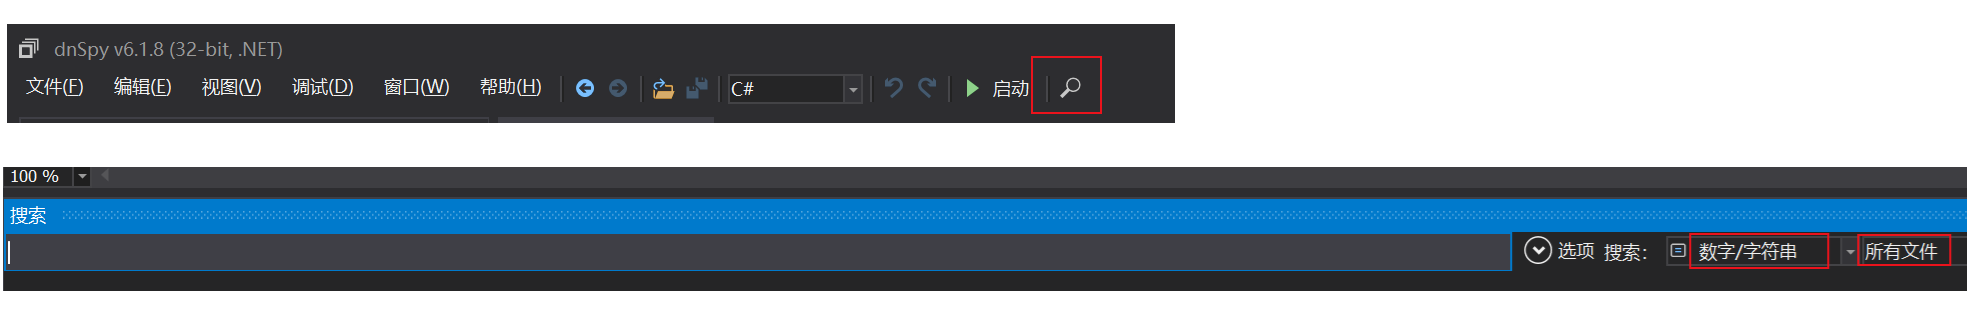 dnSpy v6.1.8 (32-bit, .NET)
文件(F) 编辑(E) 视图(V) 调试(D) 窗口(W) 帮助(H) C# 启动
100 %
搜索
选项 搜索: 数字/字符串 所有文件